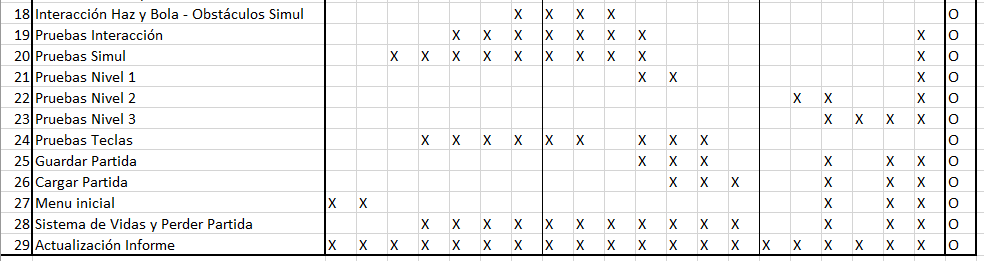 18 Interacción Haz y Bola - Obstáculos Simul X X X X O
19 Pruebas Interacción X X X X X X X X O
20 Pruebas Simul X X X X X X X X X X O
21 Pruebas Nivel 1 X X X O
22 Pruebas Nivel 2 X X X O
23 Pruebas Nivel 3 X X X X O
24 Pruebas Teclas X X X X X X X X X O
25 Guardar Partida X X X X X X O
26 Cargar Partida X X X X X X O
27 Menu inicial X X X X X O
28 Sistema de Vidas y Perder Partida X X X X X X X X X X X X X X O
29 Actualización Informe X X X X X X X X X X X X X X X X X X X X O